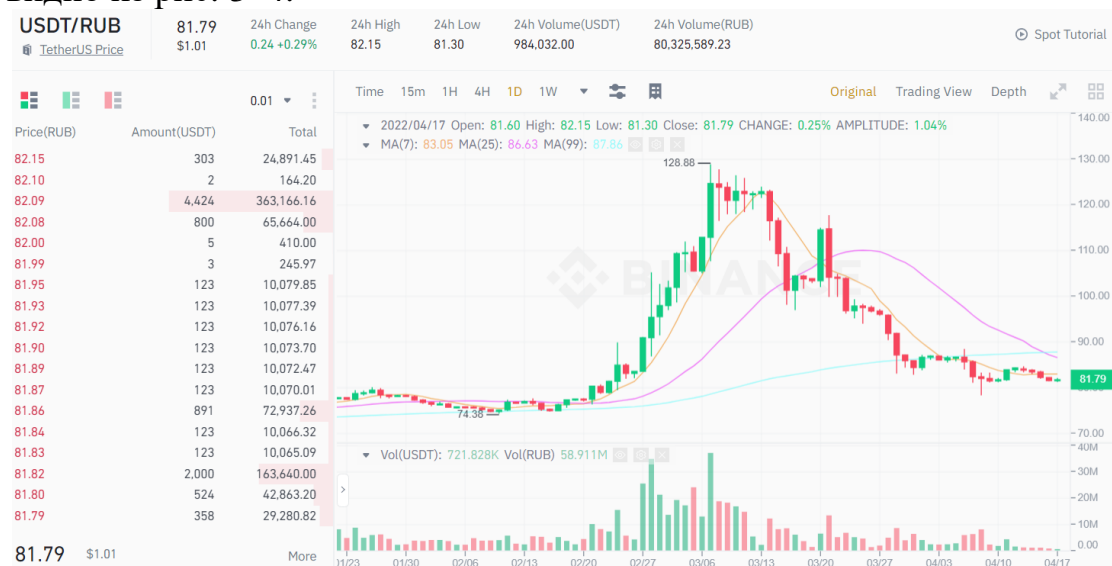 USDT/RUB 81.79 24h Change 24h High 24h Low 24h Volume(USDT) 24h Volume(RUB)
TetherUS Price $1.01 0.24 +0.29% 82.15 81.30 984,032.00 80,325,589.23
Spot Tutorial
0.01
Price(RUB) Amount(USDT) Total
82.15 303 24,891.45
82.10 2 164.20
82.09 4,424 363,166.16
82.08 800 65,664.00
82.00 5 410.00
81.99 3 245.97
81.95 123 10,079.85
81.93 123 10,077.39
81.92 123 10,076.16
81.90 123 10,073.70
81.89 123 10,072.47
81.87 123 10,070.01
81.86 891 72,937.26
81.84 123 10,066.32
81.83 123 10,065.09
81.82 2,000 163,640.00
81.80 524 42,863.20
81.79 358 29,280.82
81.79 $1.01 More
Time 15m 1H 4H 1D 1W Original Trading View Depth
2022/04/17 Open: 81.60 High: 82.15 Low: 81.30 Close: 81.79 CHANGE: 0.25% AMPLITUDE: 1.04%
MA(7): 83.05 MA(25): 86.63 MA(99): 87.86
140.00
128.88
130.00
120.00
110.00
BINANCE
100.00
90.00
81.79
74.38
70.00
Vol(USDT): 721.828K Vol(RUB) 58.911M
40M
30M
20M
10M
0.00
01/23 01/30 02/06 02/13 02/20 02/27 03/06 03/13 03/20 03/27 04/03 04/10 04/17